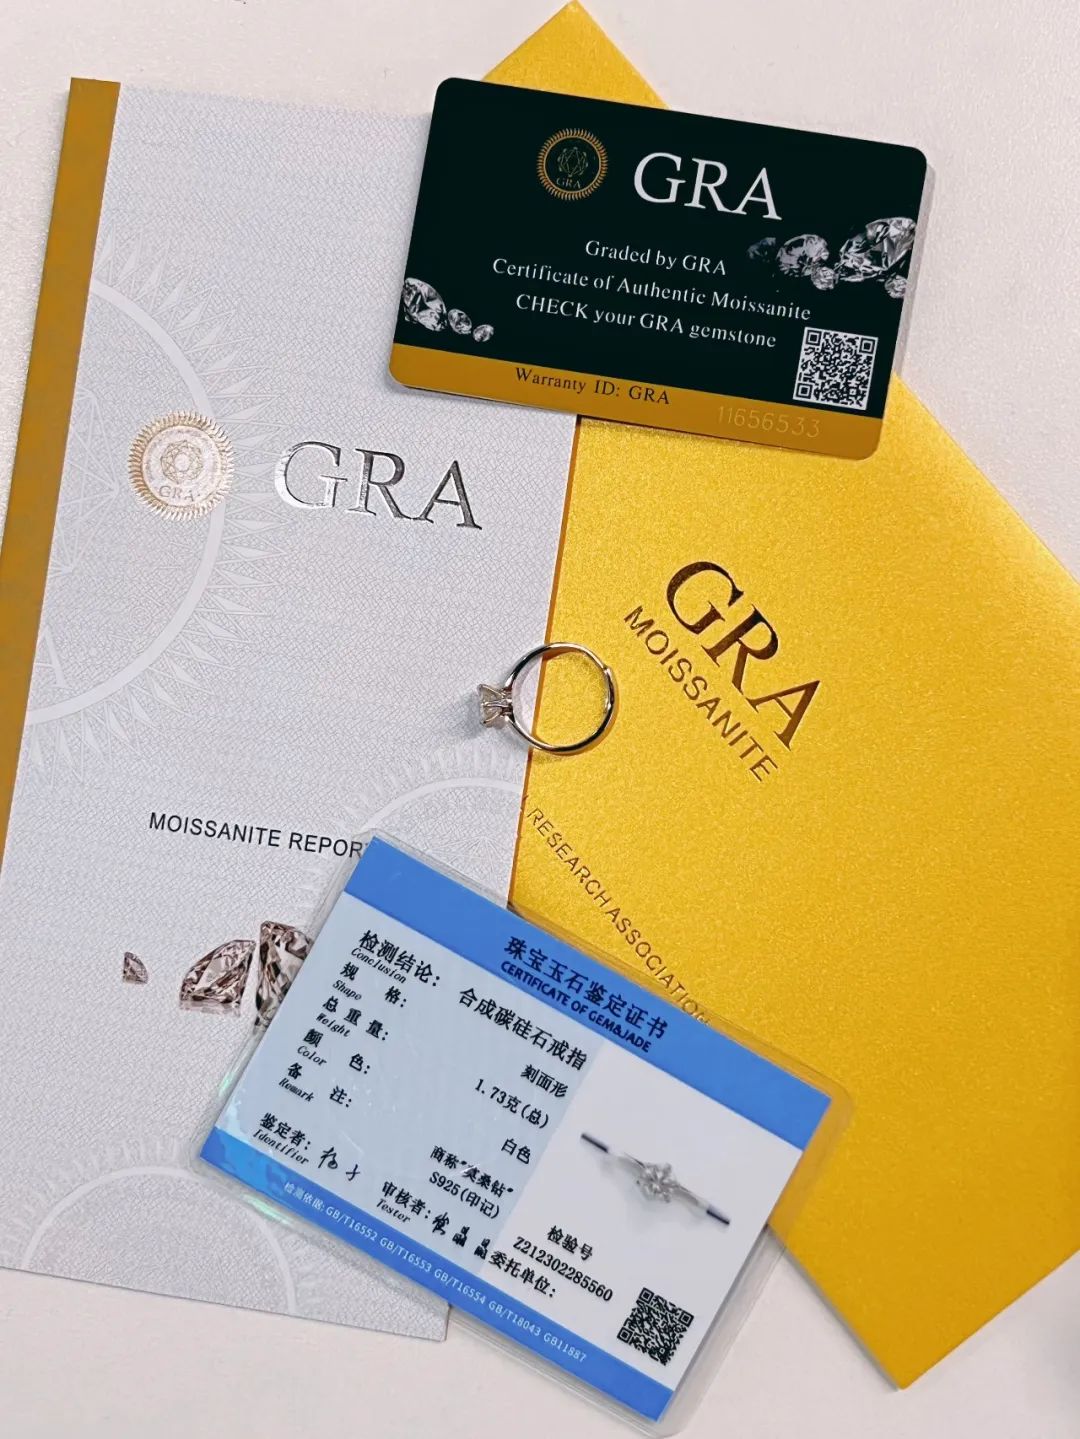 GRA
GRA
Graded by GRA
Certificate of Authentic Moissanite
CHECK your GRA gemstone
Warranty ID: GRA
11656533
GRA
GRA
MOISSANITE REPOR
GRA
MOISSANITE
RESEARCH ASSOCIATION
珠宝玉石鉴定证书
CERTIFICATE OF GEM&JADE
检测结论: 合成碳硅石戒指
Conclusion
规 格: 刻面形
Shape
总 重 量: 1.73克(总)
Weight
颜 色: 白色
Color
备 注: 商称"莫桑钻"
Remark
S925(印记)
鉴定者:
Identifier
审核者:
Tester
检验号
Z212302285560
委托单位:
检测依据:GB/T16552 GB/T16553 GB/T16554 GB/T18043 GB11887